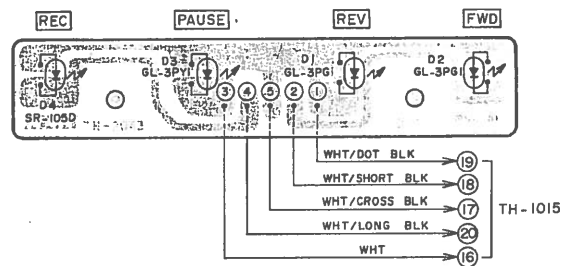 REC PAUSE REV FWD
D3 GL-3PY1
D1 GL-3PG1
D2 GL-3PG1
D4 SR-105D
3 4 5 2 1
WHT/DOT BLK 19
WHT/SHORT BLK 18
WHT/CROSS BLK 17
TH-1015
WHT/LONG BLK 20
WHT 16